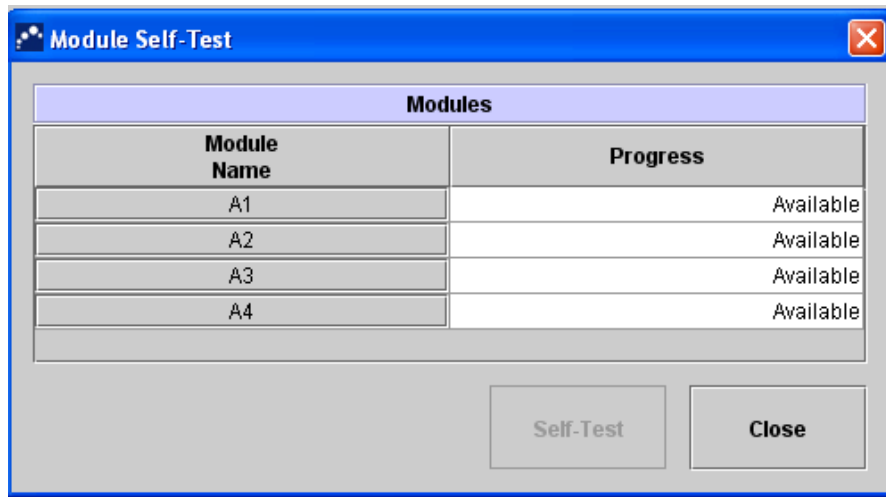 Module Self-Test
Modules
Module
Name
Progress
A1 Available
A2 Available
A3 Available
A4 Available
Self-Test Close